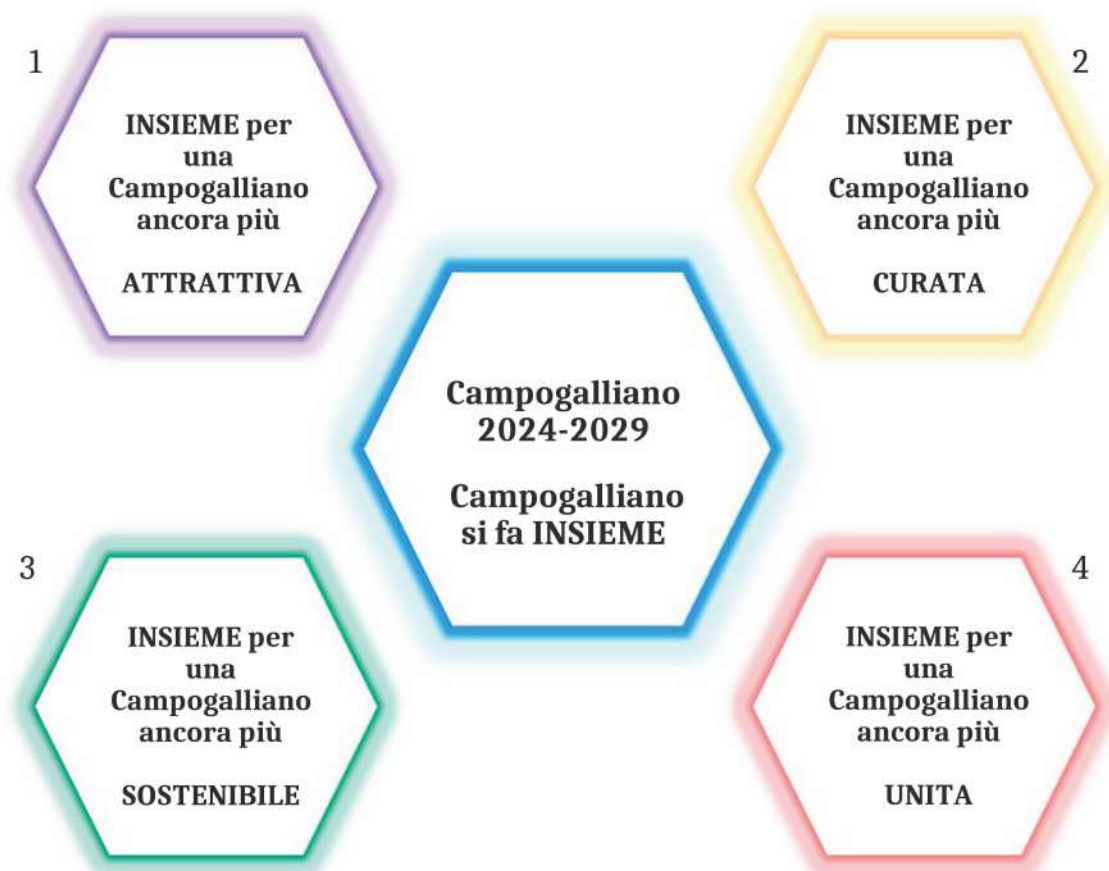 1
INSIEME per
una
Campogalliano
ancora più
ATTRATTIVA
2
INSIEME per
una
Campogalliano
ancora più
CURATA
Campogalliano
2024-2029
Campogalliano
si fa INSIEME
3
INSIEME per
una
Campogalliano
ancora più
SOSTENIBILE
4
INSIEME per
una
Campogalliano
ancora più
UNITA